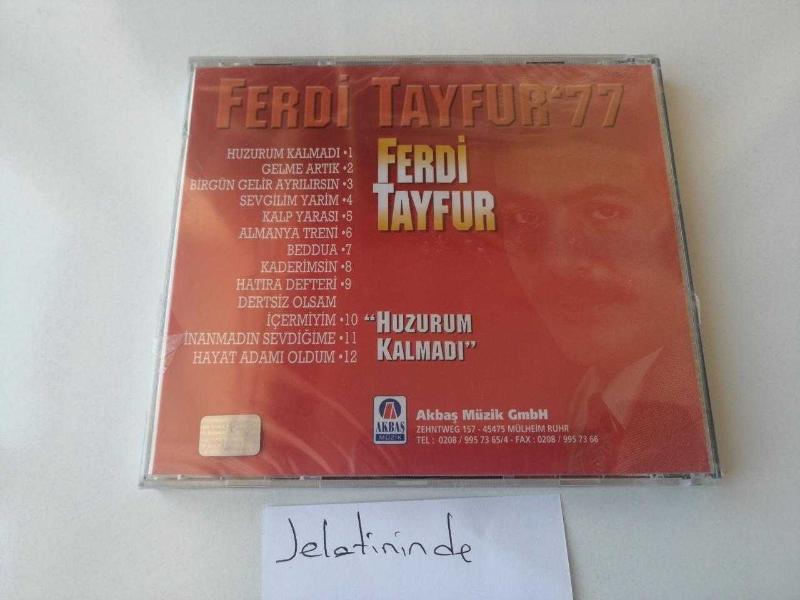 FERDİ TAYFUR'77
HUZURUM KALMADI •1
GELME ARTIK •2
BİRGÜN GELİR AYRILIRSIN •3
SEVGİLİM YARİM •4
KALP YARASI •5
ALMANYA TRENİ •6
BEDDUA •7
KADERİMSİN •8
HATIRA DEFTERİ •9
DERTSİZ OLSAM
İÇERMİYİM •10
İNANMADIN SEVDİĞİME •11
HAYAT ADAMI OLDUM •12
FERDİ
TAYFUR
"HUZURUM
KALMADI"
AKBAŞ
MÜZİK
Akbaş Müzik GmbH
ZEHNTWEG 157 - 45475 MÜLHEIM RUHR
TEL : 0208 / 995 73 65/4 - FAX : 0208 / 995 73 66
Jelatininde